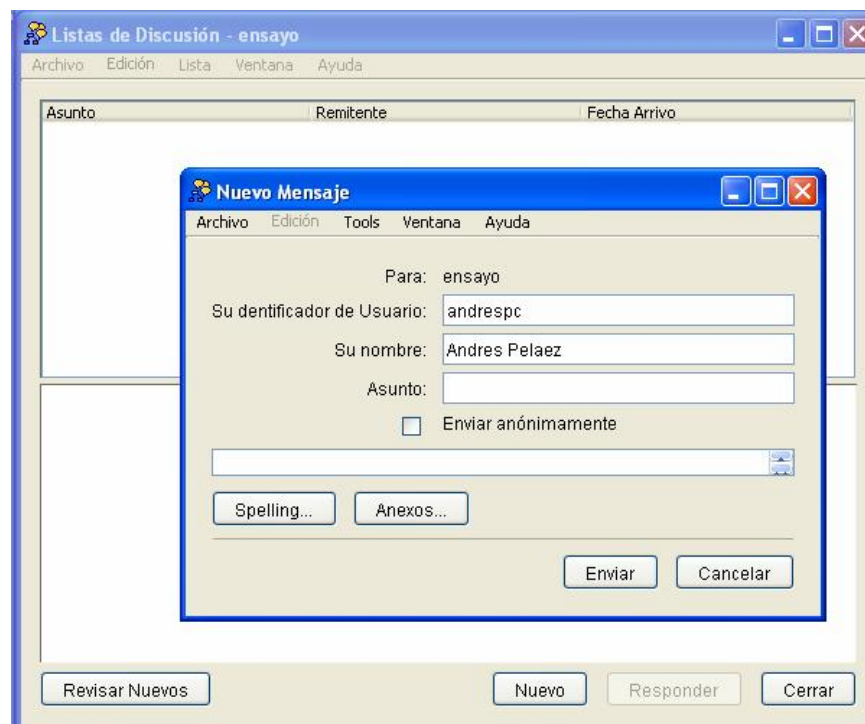 Listas de Discusión - ensayo
Archivo Edición Lista Ventana Ayuda
Asunto Remitente Fecha Arrivo
Nuevo Mensaje
Archivo Edición Tools Ventana Ayuda
Para: ensayo
Su dentificador de Usuario: andrespc
Su nombre: Andres Pelaez
Asunto:
Enviar anónimamente
Spelling... Anexos...
Enviar Cancelar
Revisar Nuevos Nuevo Responder Cerrar